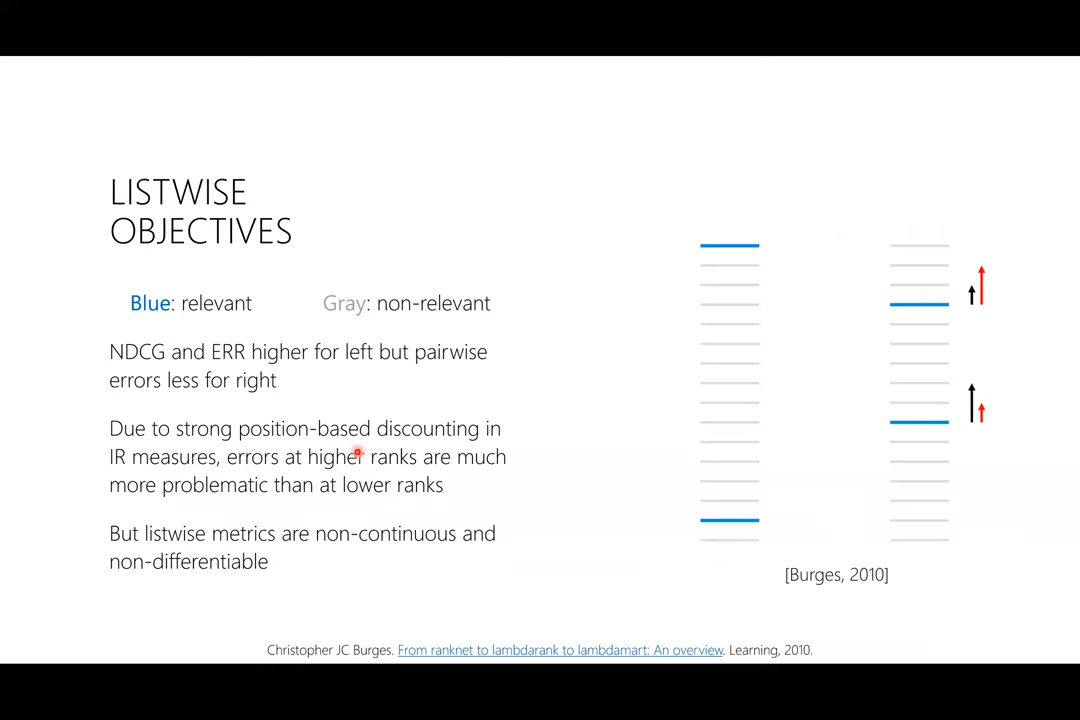 LISTWISE
OBJECTIVES
Blue: relevant Gray: non-relevant
NDCG and ERR higher for left but pairwise
errors less for right
Due to strong position-based discounting in
IR measures, errors at higher ranks are much
more problematic than at lower ranks
But listwise metrics are non-continuous and
non-differentiable
[Burges, 2010]
Christopher JC Burges. From ranknet to lambdarank to lambdamart: An overview. Learning, 2010.